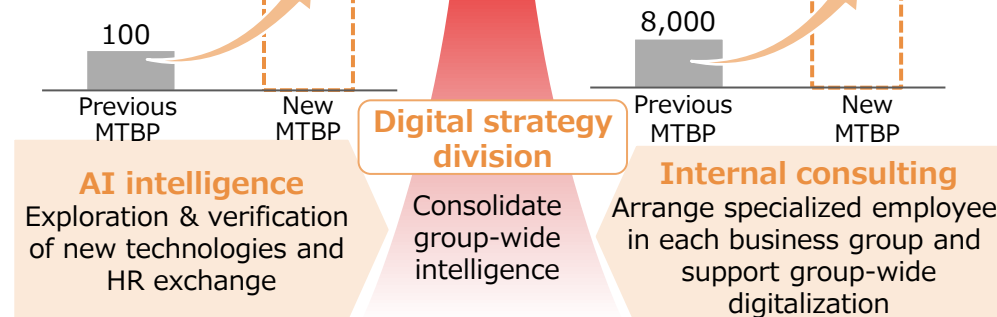 100
Previous
MTBP
New
MTBP
8,000
Previous
MTBP
New
MTBP
Digital strategy
division
Consolidate
group-wide
intelligence
AI intelligence
Exploration & verification
of new technologies and
HR exchange
Internal consulting
Arrange specialized employee
in each business group and
support group-wide
digitalization